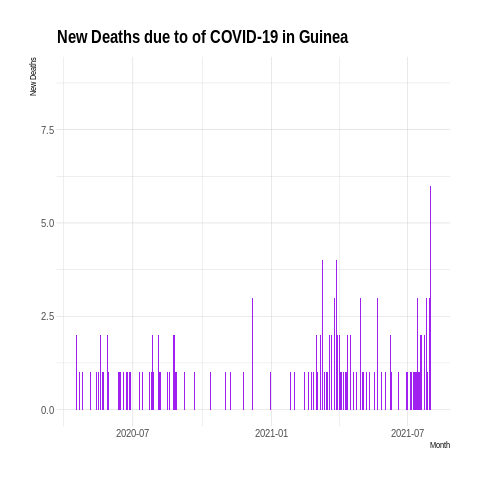 New Deaths due to of COVID-19 in Guinea
New Deaths
7.5
5.0
2.5
0.0
2020-07
2021-01
2021-07
Month